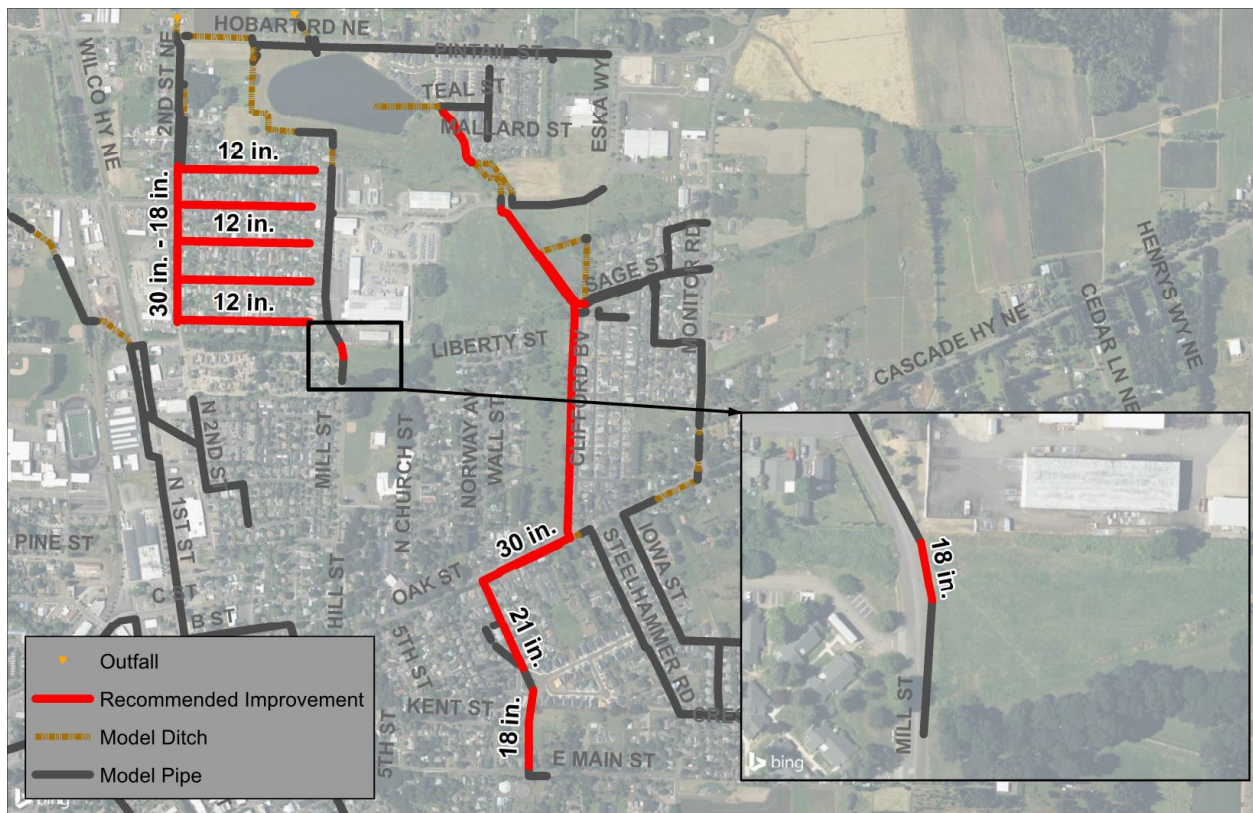 HOBART RD NE
PINTAIL ST
WILCO HY NE
2ND ST NE
TEAL ST
MALLARD ST
ESKA WY
12 in.
30 in. - 18 in.
12 in.
12 in.
SAGE ST
MONITOR RD
HENRYS WY NE
CEDAR LN NE
CASCADE HY NE
LIBERTY ST
CLIFFORD BV
N 2ND ST
MILL ST
N CHURCH ST
NORWAY AV
WALL ST
N 1ST ST
PINE ST
30 in.
STEELHAMMER RD
IOWA ST
OAK ST
C ST
B ST
HILL ST
21 in.
5TH ST
KENT ST
18 in.
5TH ST
E MAIN ST
18 in.
MILL ST
bing
Outfall
Recommended Improvement
Model Ditch
Model Pipe
bing